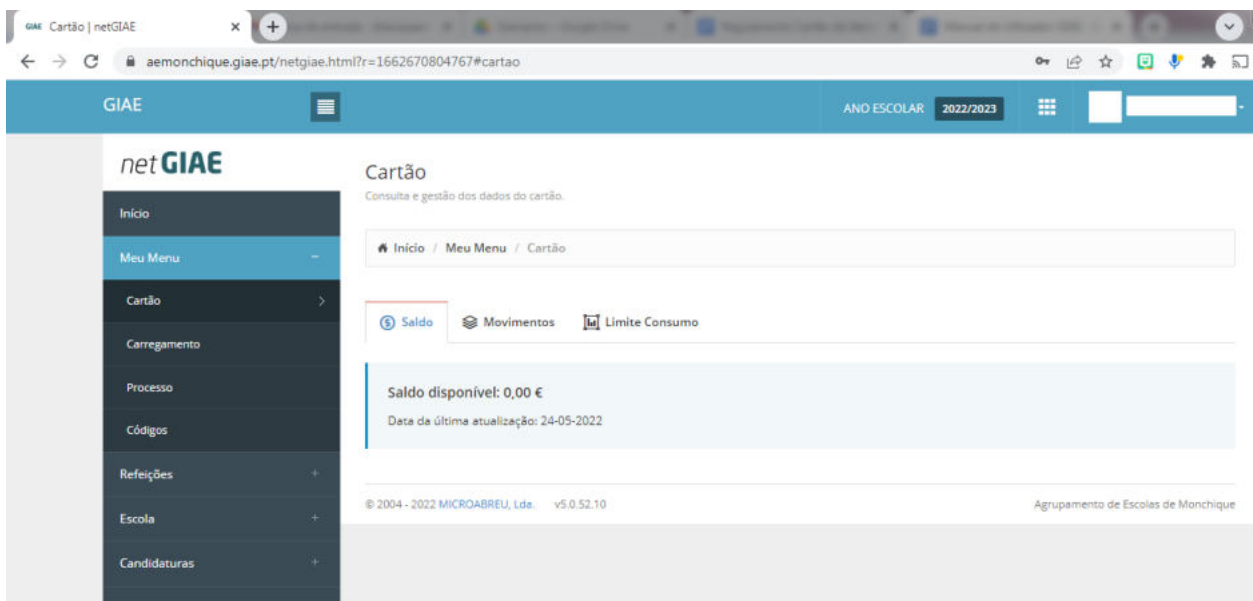 GIAE Cartão | netGIAE
aemonchique.giae.pt/netgiae.html?r=1662670804767#cartao
GIAE
ANO ESCOLAR 2022/2023
netGIAE
Início
Meu Menu
Cartão
Carregamento
Processo
Códigos
Refeições
Escola
Candidaturas
Cartão
Consulta e gestão dos dados do cartão.
Início / Meu Menu / Cartão
Saldo Movimentos Limite Consumo
Saldo disponível: 0,00 €
Data da última atualização: 24-05-2022
© 2004 - 2022 MICROABREU, Lda. v5.0.52.10
Agrupamento de Escolas de Monchique